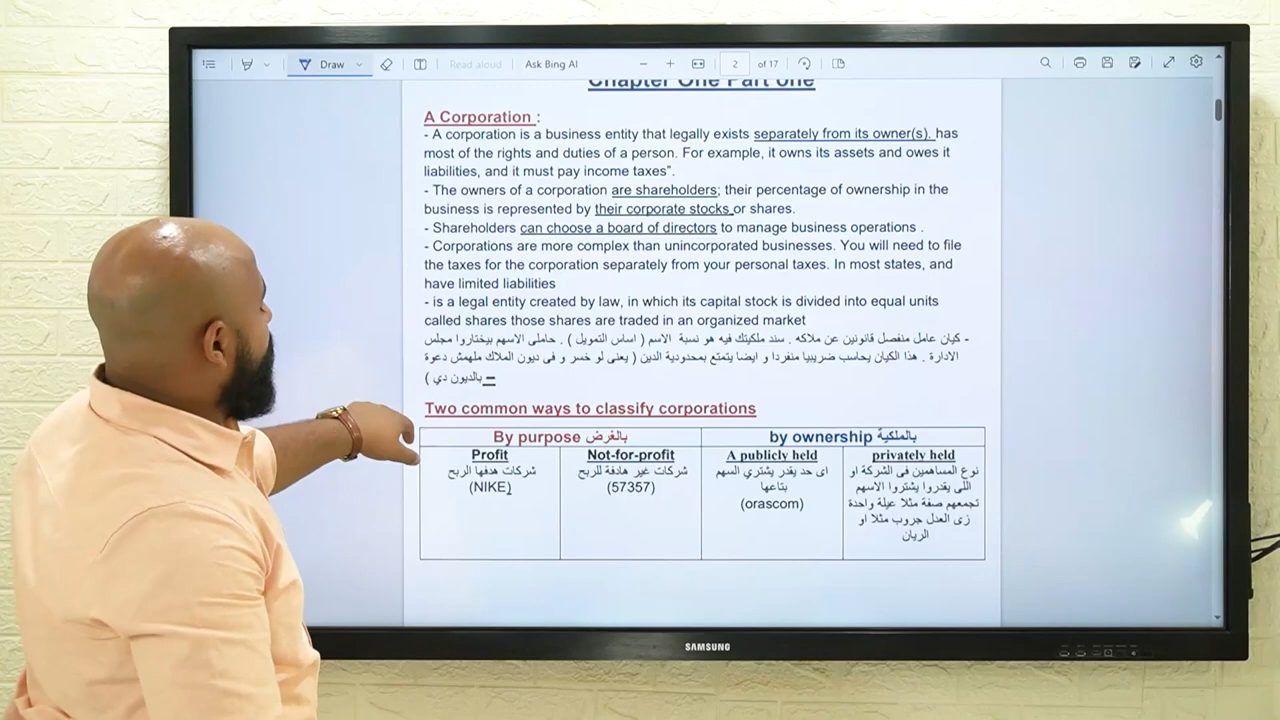 Draw
Read aloud
Ask Bing AI
2 of 17
Chapter One Part one
A Corporation :
- A corporation is a business entity that legally exists separately from its owner(s). has
most of the rights and duties of a person. For example, it owns its assets and owes it
liabilities, and it must pay income taxes”.
- The owners of a corporation are shareholders; their percentage of ownership in the
business is represented by their corporate stocks or shares.
- Shareholders can choose a board of directors to manage business operations .
- Corporations are more complex than unincorporated businesses. You will need to file
the taxes for the corporation separately from your personal taxes. In most states, and
have limited liabilities
- is a legal entity created by law, in which its capital stock is divided into equal units
called shares those shares are traded in an organized market
- كيان عامل منفصل قانونين عن ملاكه . سند ملكيتك فيه هو نسبة الاسم ( اساس التمويل ) . حاملى الاسهم بيختاروا مجلس
الادارة . هذا الكيان يحاسب ضريبيا منفردا و ايضا يتمتع بمحدودية الدين ( يعنى لو خسر و فى ديون الملاك ملهمش دعوة
بالديون دي )
Two common ways to classify corporations
By purpose بالغرض
by ownership بالملكية
Profit
شركات هدفها الربح
(NIKE)
Not-for-profit
شركات غير هادفة للربح
(57357)
A publicly held
اى حد يقدر يشتري السهم
بتاعها
(orascom)
privately held
نوع المساهمين فى الشركة او
اللى يقدروا يشتروا الاسهم
تجمعهم صفة مثلا عيلة واحدة
زى العدل جروب مثلا او
الريان
SAMSUNG